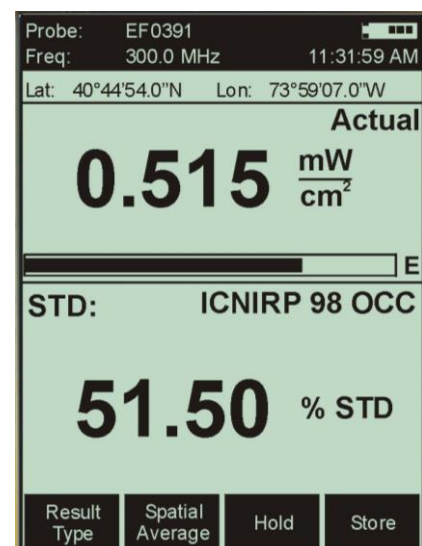 Probe: EF0391
Freq: 300.0 MHz 11:31:59 AM
Lat: 40°44'54.0"N Lon: 73°59'07.0"W
Actual
0.515 mW/cm²
E
STD: ICNIRP 98 OCC
51.50 % STD
Result Type Spatial Average Hold Store